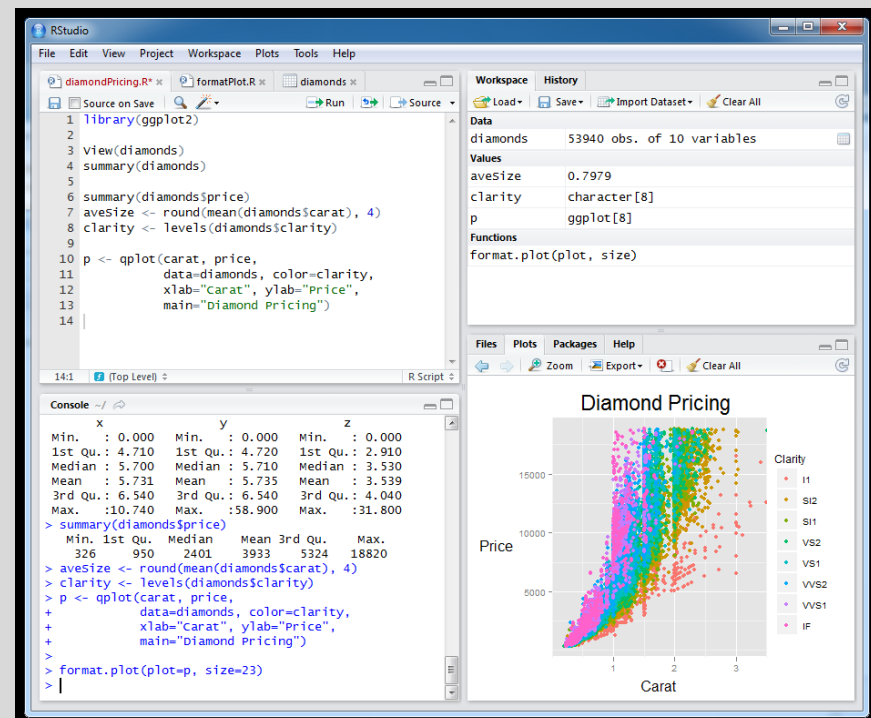 RStudio
File Edit View Project Workspace Plots Tools Help
diamondPricing.R* formatPlot.R diamonds
Source on Save Run Source
1 library(ggplot2)
2
3 View(diamonds)
4 summary(diamonds)
5
6 summary(diamonds$price)
7 aveSize <- round(mean(diamonds$carat), 4)
8 clarity <- levels(diamonds$clarity)
9
10 p <- qplot(carat, price,
11 data=diamonds, color=clarity,
12 xlab="Carat", ylab="Price",
13 main="Diamond Pricing")
14
14:1 (Top Level) R Script
Console ~/
x y z
Min. : 0.000 Min. : 0.000 Min. : 0.000
1st Qu.: 4.710 1st Qu.: 4.720 1st Qu.: 2.910
Median : 5.700 Median : 5.710 Median : 3.530
Mean : 5.731 Mean : 5.735 Mean : 3.539
3rd Qu.: 6.540 3rd Qu.: 6.540 3rd Qu.: 4.040
Max. :10.740 Max. :58.900 Max. :31.800
> summary(diamonds$price)
Min. 1st Qu. Median Mean 3rd Qu. Max.
326 950 2401 3933 5324 18820
> aveSize <- round(mean(diamonds$carat), 4)
> clarity <- levels(diamonds$clarity)
> p <- qplot(carat, price,
+ data=diamonds, color=clarity,
+ xlab="Carat", ylab="Price",
+ main="Diamond Pricing")
>
> format.plot(plot=p, size=23)
>
Workspace History
Load Save Import Dataset Clear All
Data
diamonds 53940 obs. of 10 variables
Values
aveSize 0.7979
clarity character[8]
p ggplot[8]
Functions
format.plot(plot, size)
Files Plots Packages Help
Zoom Export Clear All
Diamond Pricing
Price
15000
10000
5000
1 2 3
Carat
Clarity
I1
SI2
SI1
VS2
VS1
VVS2
VVS1
IF